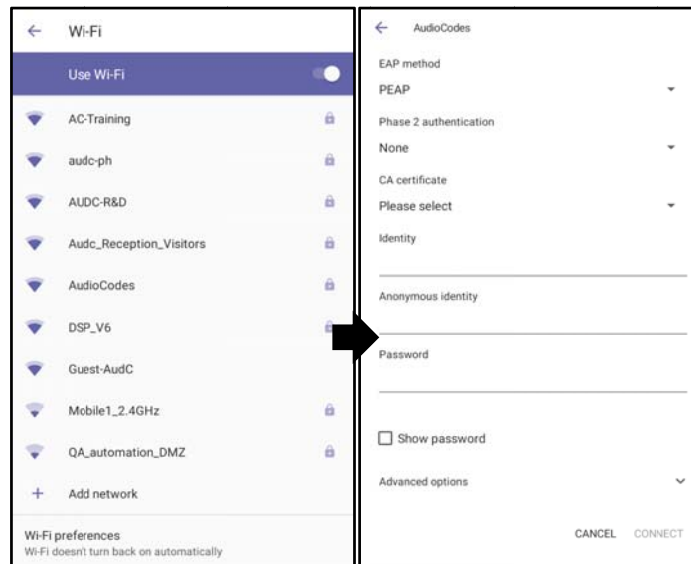 Wi-Fi
Use Wi-Fi
AC-Training
audc-ph
AUDC-R&D
Audc_Reception_Visitors
AudioCodes
DSP_V6
Guest-AudC
Mobile1_2.4GHz
QA_automation_DMZ
Add network
Wi-Fi preferences
Wi-Fi doesn't turn back on automatically
AudioCodes
EAP method
PEAP
Phase 2 authentication
None
CA certificate
Please select
Identity
Anonymous identity
Password
Show password
Advanced options
CANCEL CONNECT